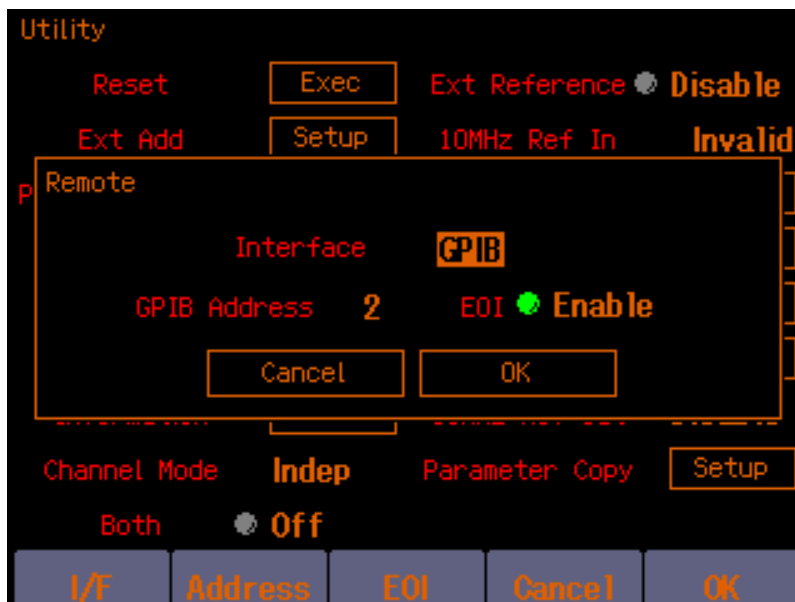 Utility
Reset Exec Ext Reference Disable
Ext Add Setup 10MHz Ref In Invalid
P
Remote
Interface GPIB
GPIB Address 2 EOI Enable
Cancel OK
Channel Mode Indep Parameter Copy Setup
Both Off
I/F Address EOI Cancel OK